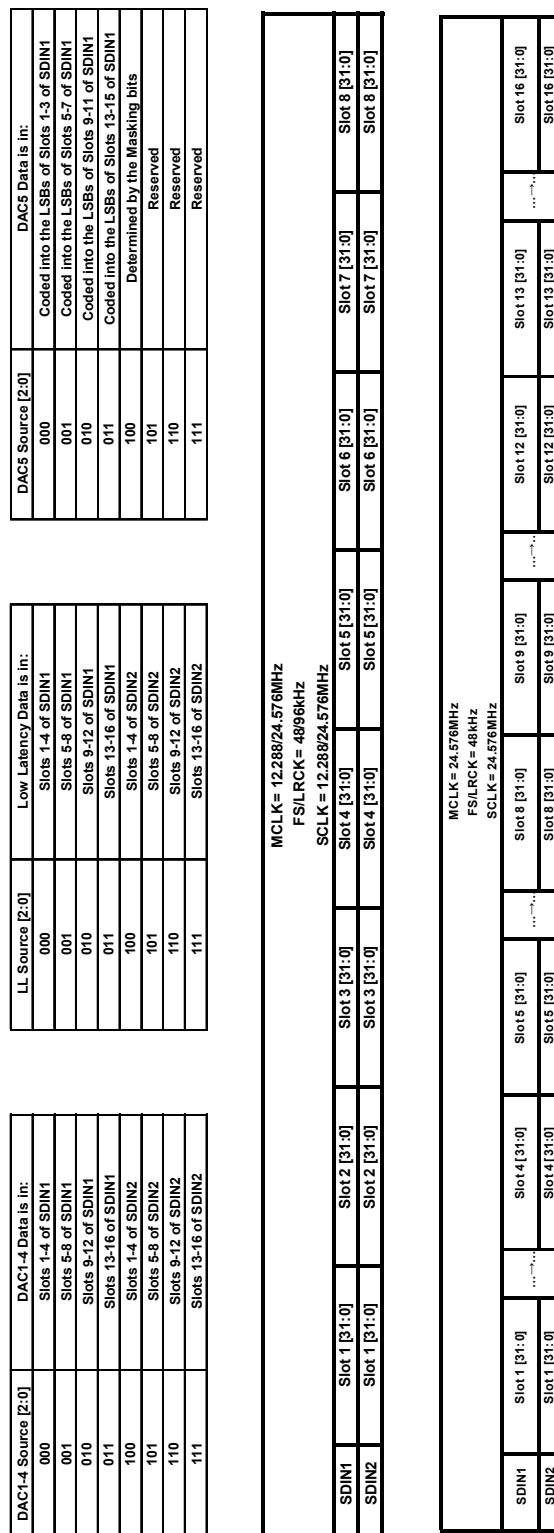 DAC1-4 Source [2:0] DAC1-4 Data is in:
000 Slots 1-4 of SDIN1
001 Slots 5-8 of SDIN1
010 Slots 9-12 of SDIN1
011 Slots 13-16 of SDIN1
100 Slots 1-4 of SDIN2
101 Slots 5-8 of SDIN2
110 Slots 9-12 of SDIN2
111 Slots 13-16 of SDIN2
LL Source [2:0] Low Latency Data is in:
000 Slots 1-4 of SDIN1
001 Slots 5-8 of SDIN1
010 Slots 9-12 of SDIN1
011 Slots 13-16 of SDIN1
100 Slots 1-4 of SDIN2
101 Slots 5-8 of SDIN2
110 Slots 9-12 of SDIN2
111 Slots 13-16 of SDIN2
DAC5 Source [2:0] DAC5 Data is in:
000 Coded into the LSBs of Slots 1-3 of SDIN1
001 Coded into the LSBs of Slots 5-7 of SDIN1
010 Coded into the LSBs of Slots 9-11 of SDIN1
011 Coded into the LSBs of Slots 13-15 of SDIN1
100 Determined by the Masking bits
101 Reserved
110 Reserved
111 Reserved
MCLK= 12.288/24.576MHz
FS/LRCK= 48/96kHz
SCLK= 12.288/24.576MHz
SDIN1 Slot 1 [31:0] Slot 2 [31:0] Slot 3 [31:0] Slot 4 [31:0] Slot 5 [31:0] Slot 6 [31:0] Slot 7 [31:0] Slot 8 [31:0]
SDIN2 Slot 1 [31:0] Slot 2 [31:0] Slot 3 [31:0] Slot 4 [31:0] Slot 5 [31:0] Slot 6 [31:0] Slot 7 [31:0] Slot 8 [31:0]
MCLK= 24.576MHz
FS/LRCK= 48kHz
SCLK= 24.576MHz
SDIN1 Slot 1 [31:0] ...→... Slot 4 [31:0] Slot 5 [31:0] ...→... Slot 8 [31:0] Slot 9 [31:0] ...→... Slot 12 [31:0] Slot 13 [31:0] ...→... Slot 16 [31:0]
SDIN2 Slot 1 [31:0] Slot 4 [31:0] Slot 5 [31:0] Slot 8 [31:0] Slot 9 [31:0] Slot 12 [31:0] Slot 13 [31:0] Slot 16 [31:0]